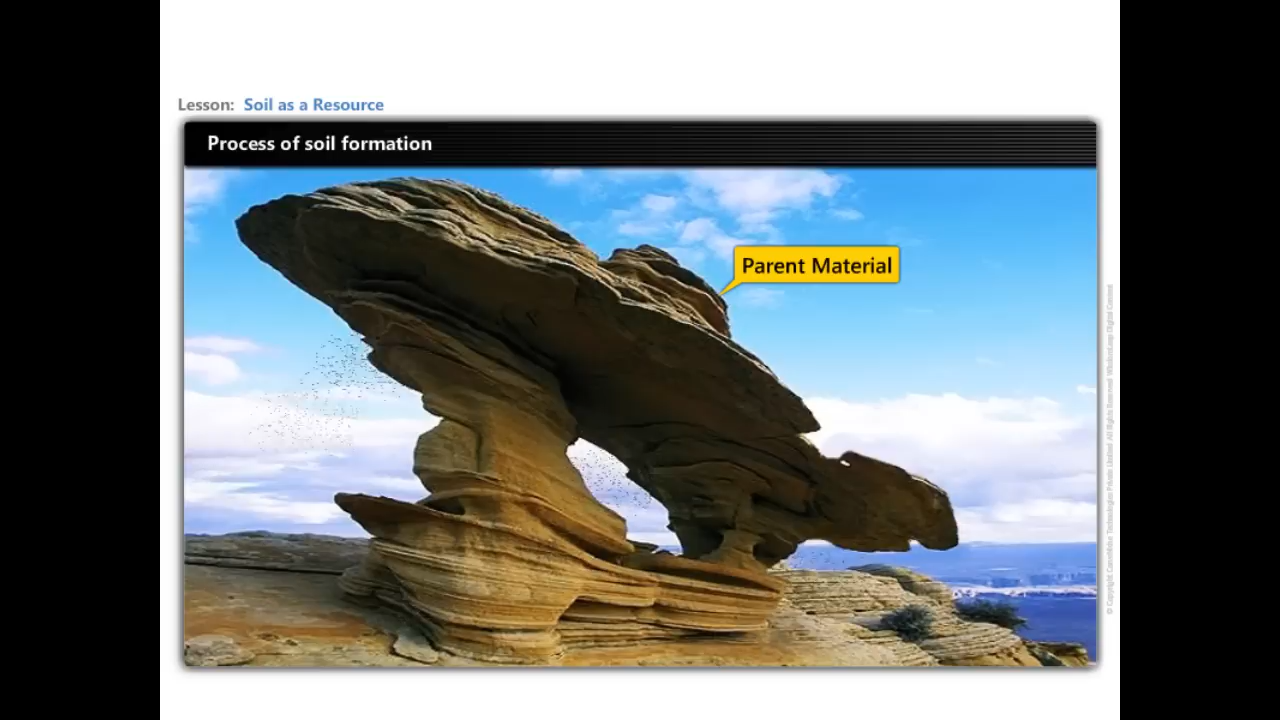 Lesson: Soil as a Resource
Process of soil formation
Parent Material